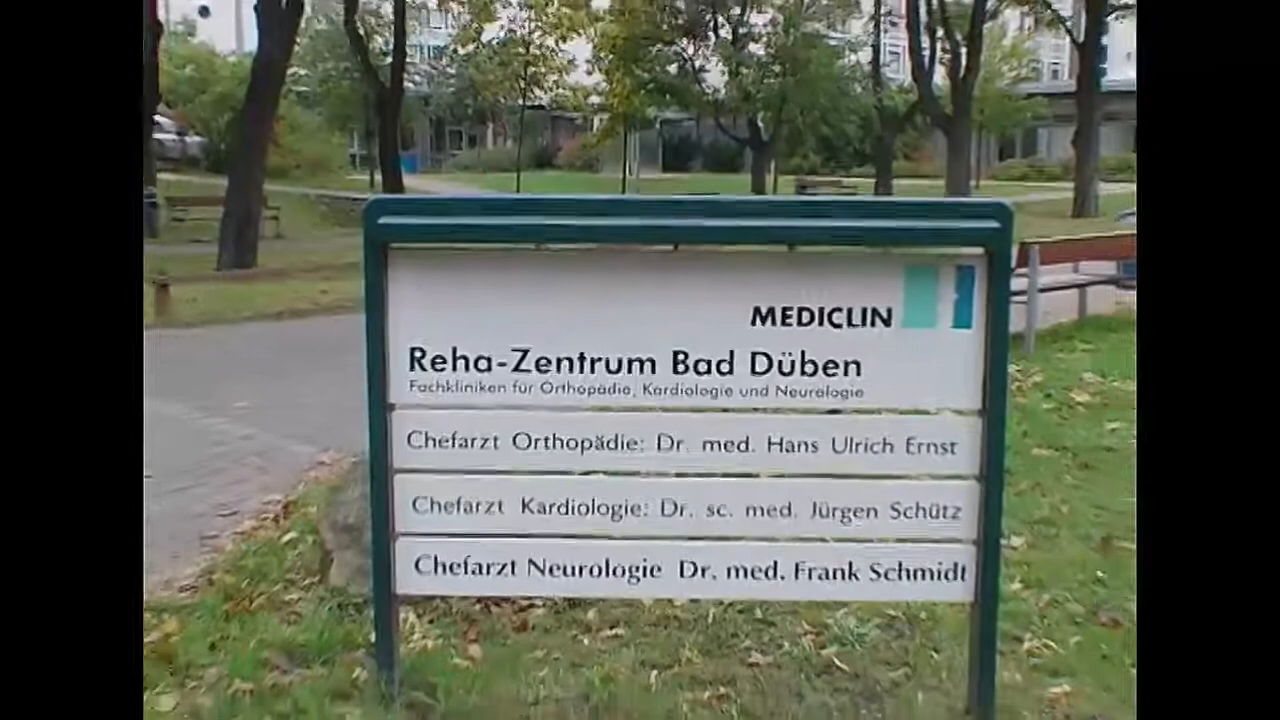 MEDICLIN
Reha-Zentrum Bad Düben
Fachkliniken für Orthopädie, Kardiologie und Neurologie
Chefarzt Orthopädie: Dr. med. Hans Ulrich Ernst
Chefarzt Kardiologie: Dr. sc. med. Jürgen Schütz
Chefarzt Neurologie Dr. med. Frank Schmidt